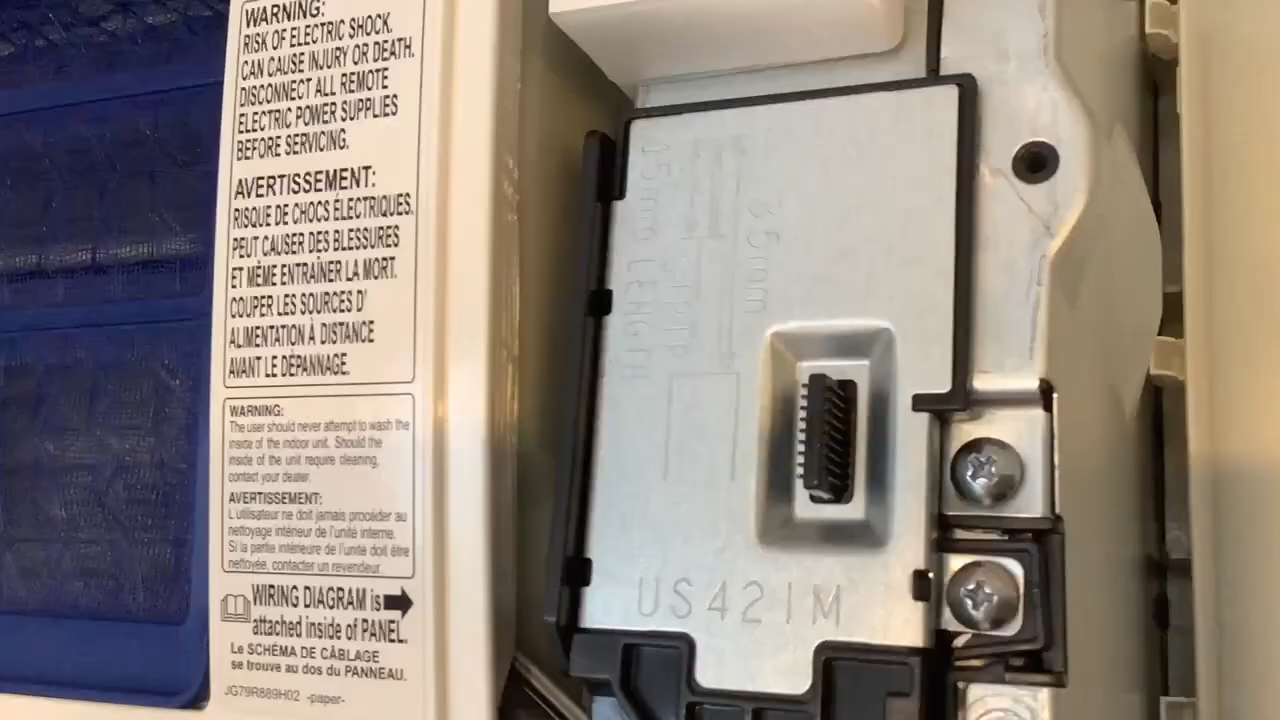 WARNING:
RISK OF ELECTRIC SHOCK.
CAN CAUSE INJURY OR DEATH.
DISCONNECT ALL REMOTE
ELECTRIC POWER SUPPLIES
BEFORE SERVICING.
AVERTISSEMENT:
RISQUE DE CHOCS ÉLECTRIQUES.
PEUT CAUSER DES BLESSURES
ET MÊME ENTRAÎNER LA MORT.
COUPER LES SOURCES D'
ALIMENTATION À DISTANCE
AVANT LE DÉPANNAGE.
WARNING:
The user should never attempt to wash the
inside of the indoor unit. Should the
inside of the unit require cleaning,
contact your dealer.
AVERTISSEMENT:
L'utilisateur ne doit jamais procéder au
nettoyage intérieur de l'unité interne.
Si la partie intérieure de l'unité doit être
nettoyée, contacter un revendeur.
WIRING DIAGRAM is
attached inside of PANEL.
Le SCHÉMA DE CÂBLAGE
se trouve au dos du PANNEAU.
JG79R889H02 -paper-
15mm
35mm
US421M